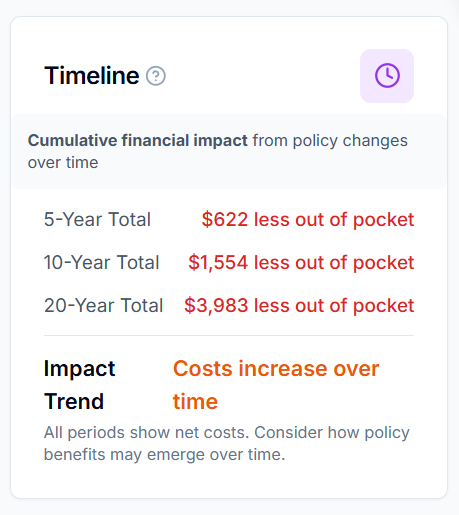 Timeline
Cumulative financial impact from policy changes
over time
5-Year Total $622 less out of pocket
10-Year Total $1,554 less out of pocket
20-Year Total $3,983 less out of pocket
Impact Trend
Costs increase over time
All periods show net costs. Consider how policy
benefits may emerge over time.